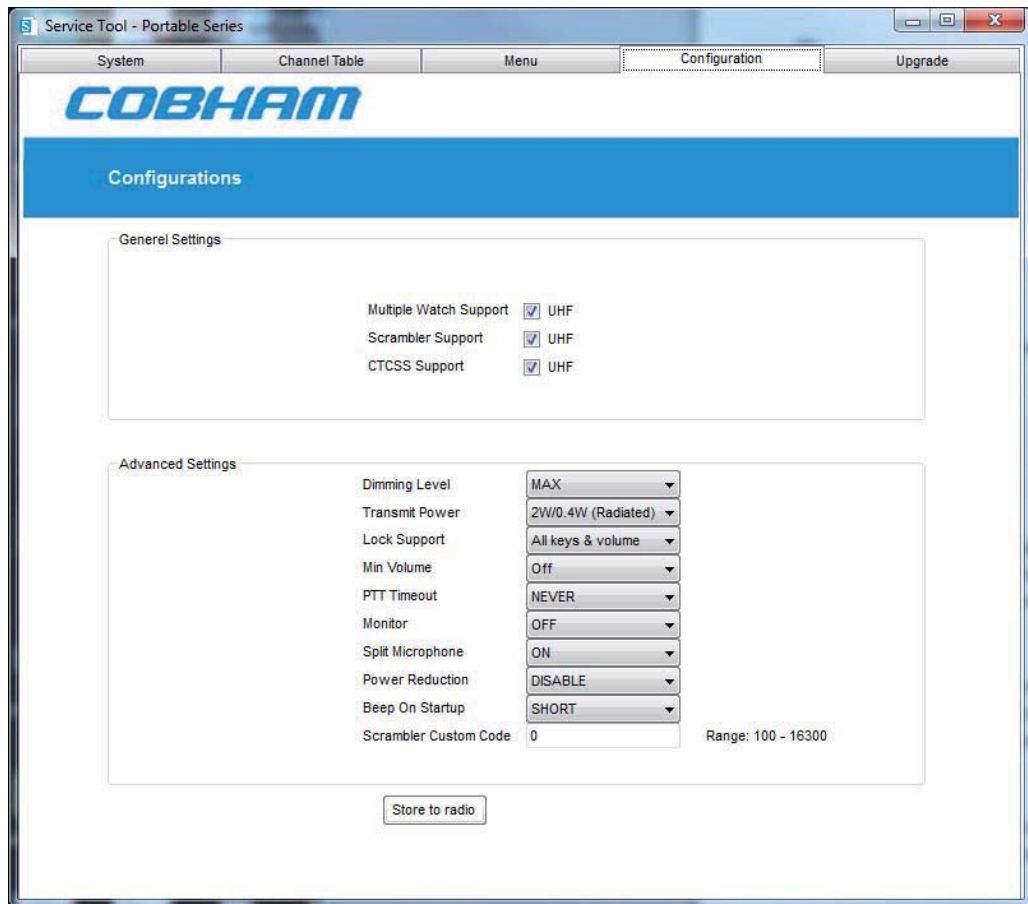 S Service Tool - Portable Series
System Channel Table Menu Configuration Upgrade
COBHAM
Configurations
Generel Settings
Multiple Watch Support UHF
Scrambler Support UHF
CTCSS Support UHF
Advanced Settings
Dimming Level MAX
Transmit Power 2W/0.4W (Radiated)
Lock Support All keys & volume
Min Volume Off
PTT Timeout NEVER
Monitor OFF
Split Microphone ON
Power Reduction DISABLE
Beep On Startup SHORT
Scrambler Custom Code 0 Range: 100 - 16300
Store to radio